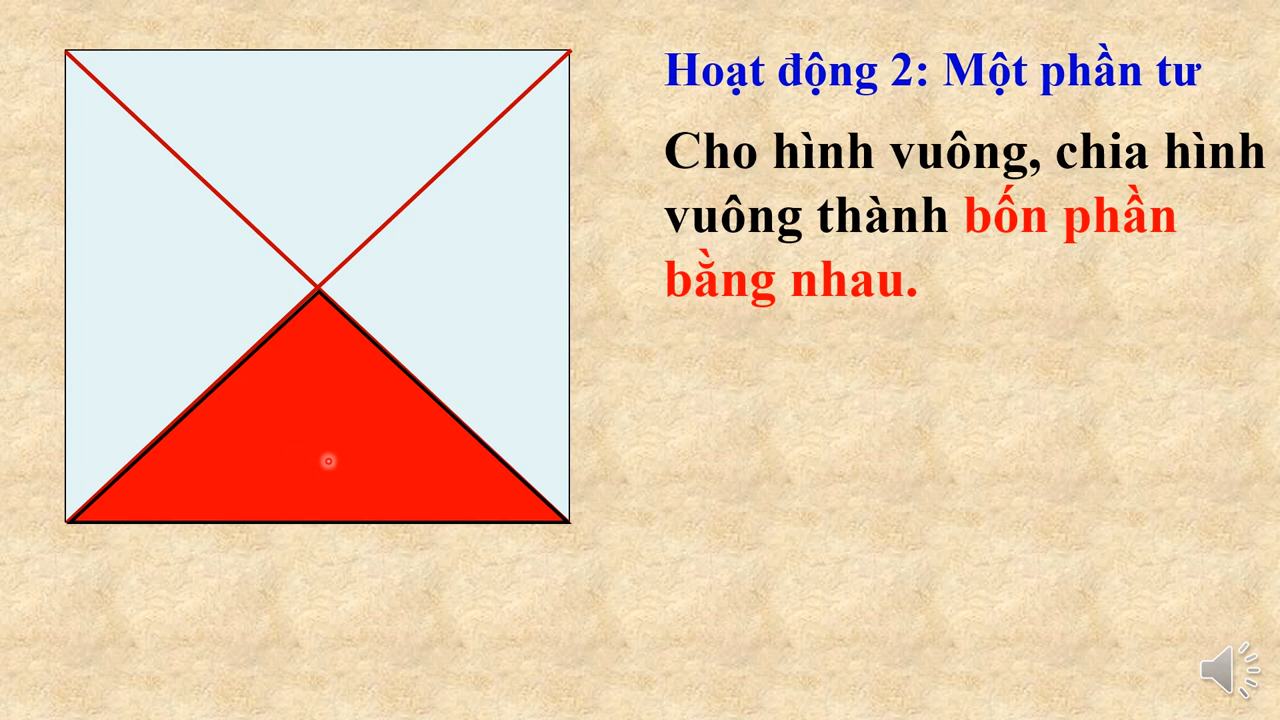 Hoạt động 2: Một phần tư
Cho hình vuông, chia hình
vuông thành bốn phần
bằng nhau.